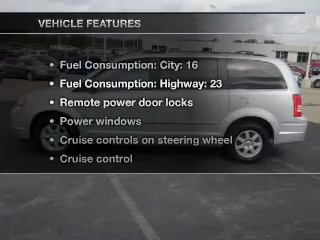 VEHICLE FEATURES
• Fuel Consumption: City: 16
• Fuel Consumption: Highway: 23
• Remote power door locks
• Power windows
• Cruise controls on steering wheel
• Cruise control